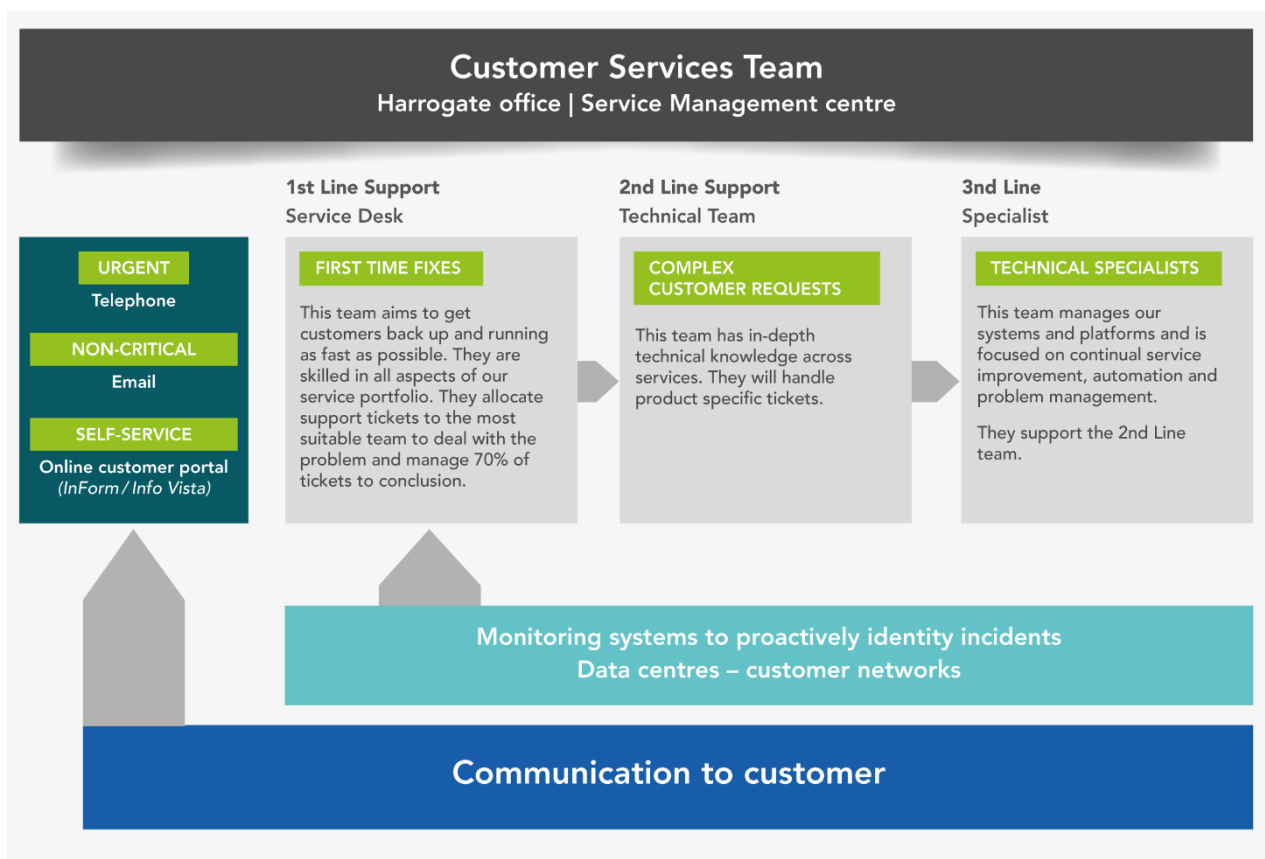 Customer Services Team
Harrogate office | Service Management centre
URGENT
Telephone
NON-CRITICAL
Email
SELF-SERVICE
Online customer portal
(InForm / Info Vista)
1st Line Support
Service Desk
FIRST TIME FIXES
This team aims to get
customers back up and running
as fast as possible. They are
skilled in all aspects of our
service portfolio. They allocate
support tickets to the most
suitable team to deal with the
problem and manage 70% of
tickets to conclusion.
2nd Line Support
Technical Team
COMPLEX
CUSTOMER REQUESTS
This team has in-depth
technical knowledge across
services. They will handle
product specific tickets.
3nd Line
Specialist
TECHNICAL SPECIALISTS
This team manages our
systems and platforms and is
focused on continual service
improvement, automation and
problem management.
They support the 2nd Line
team.
Monitoring systems to proactively identity incidents
Data centres – customer networks
Communication to customer